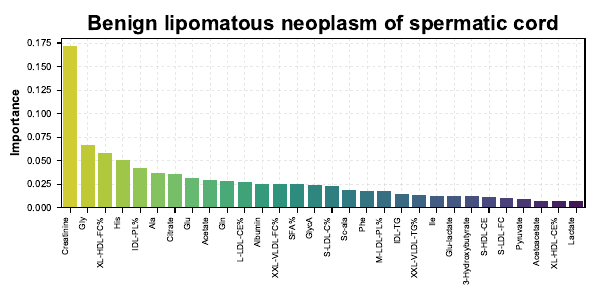 Benign lipomatous neoplasm of spermatic cord
Importance
0.175
0.150
0.125
0.100
0.075
0.050
0.025
0.000
Creatinine
Gly
XL-HDL-FC%
His
IDL-PL%
Ala
Citrate
Glu
Acetate
Gln
L-LDL-CE%
Albumin
XXL-VLDL-FC%
SFA%
GlycA
S-LDL-C%
Sc-ala
Phe
M-LDL-PL%
IDL-TG
XXL-VLDL-TG%
Ile
Glu-lactate
3-Hydroxybutyrate
S-HDL-CE
S-LDL-FC
Pyruvate
Acetoacetate
XL-HDL-CE%
Lactate